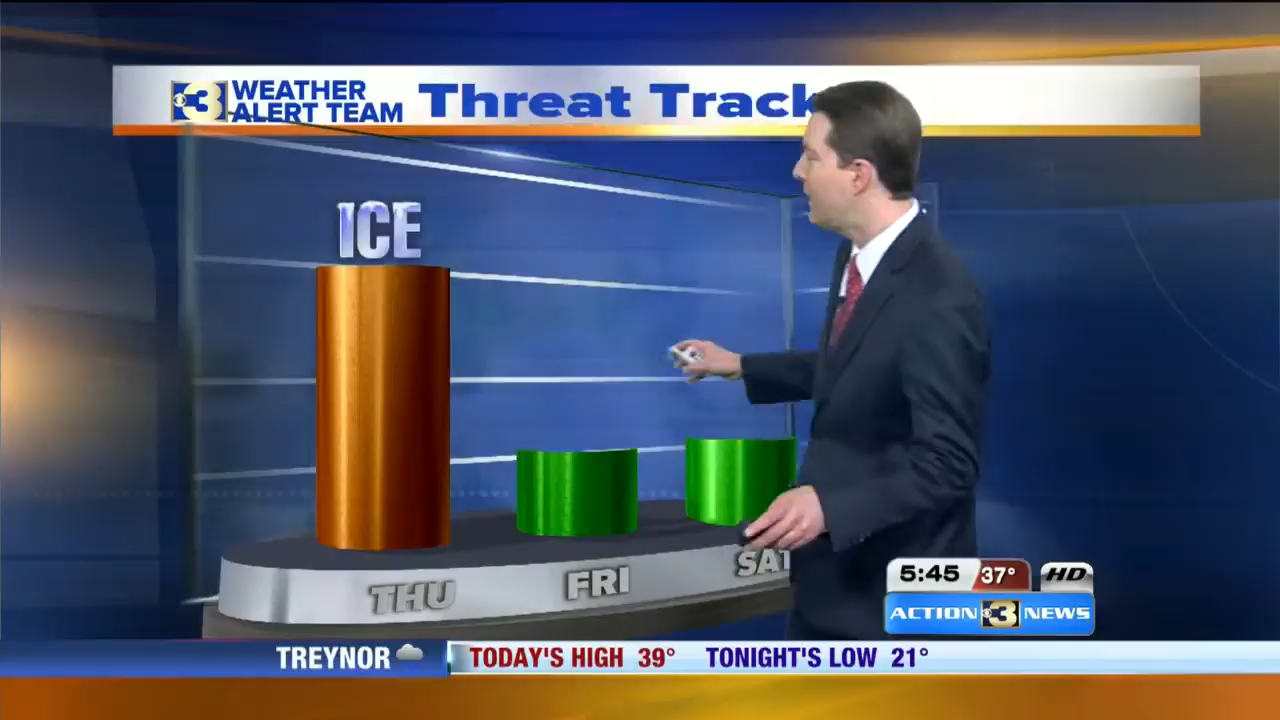 3 WEATHER
ALERT TEAM
Threat Track
ICE
THU
FRI
SAT
5:45
37°
HD
ACTION 3 NEWS
TREYNOR
TODAY'S HIGH 39° TONIGHT'S LOW 21°